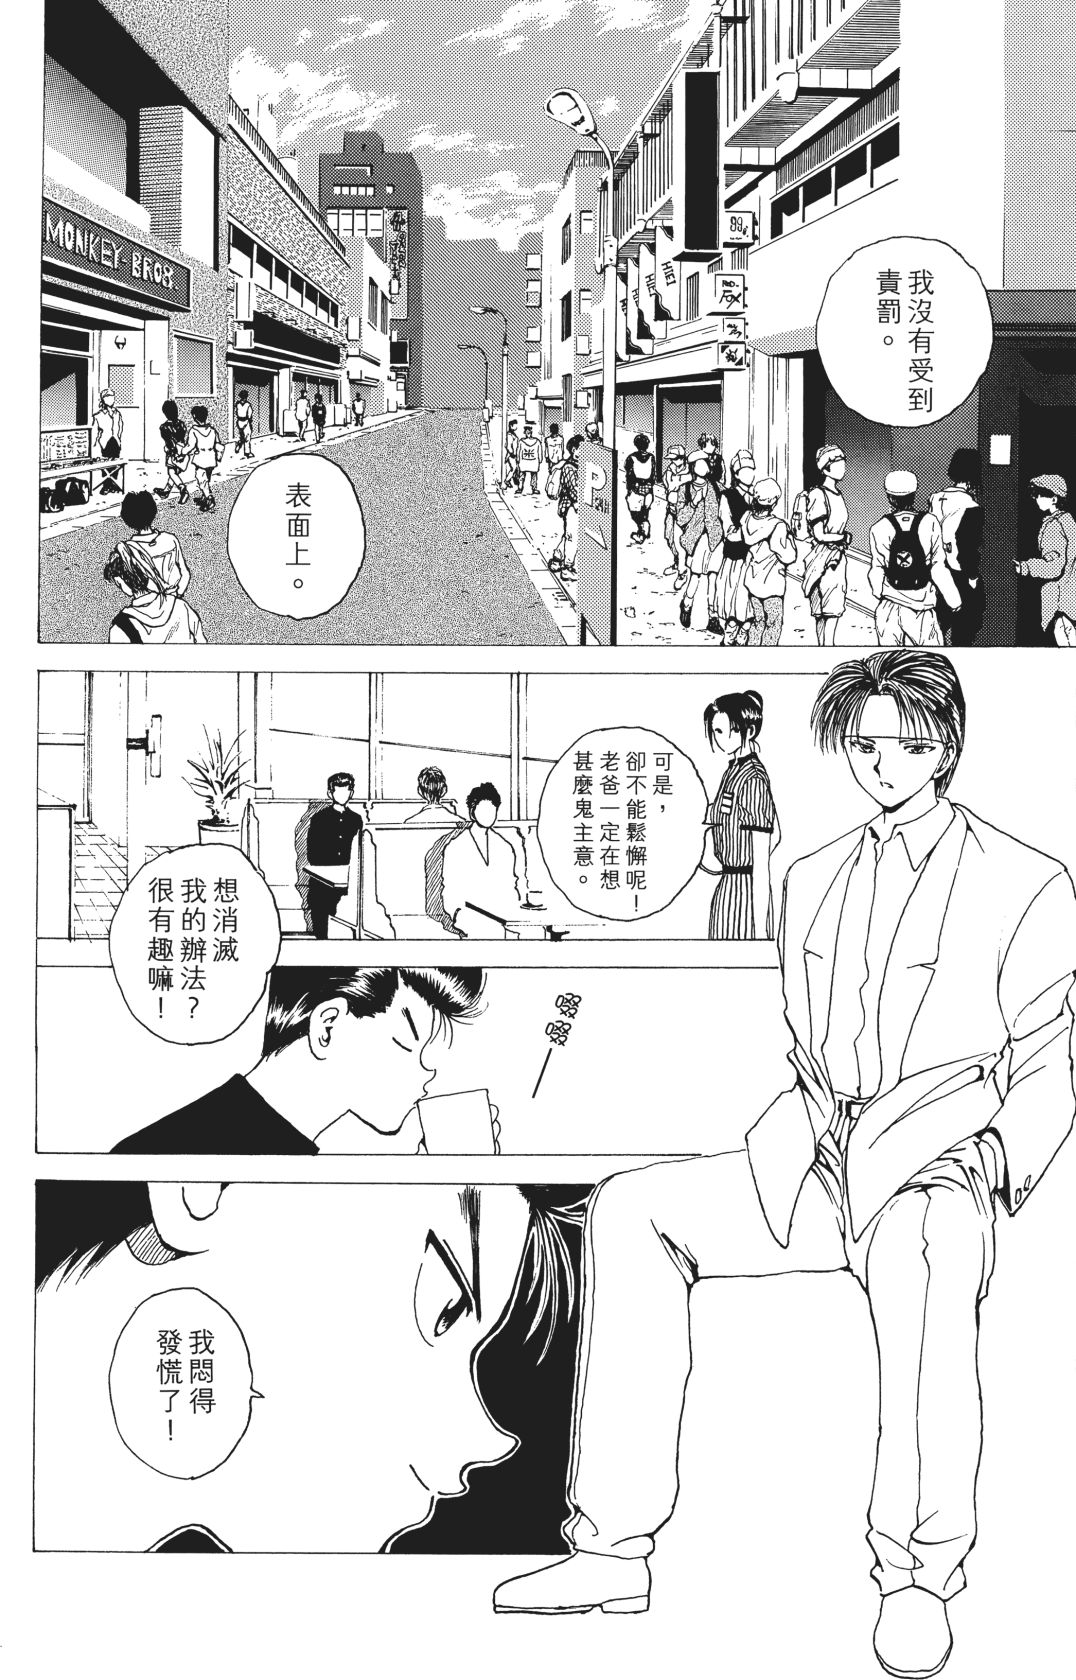 我沒有受到
責罰。
表面上。
MONKEY BROS.
HIEI
可是，
卻不能鬆懈呢！
老爸一定在想
甚麼鬼主意。
想消滅
我的辦法？
很有趣嘛！
我悶得
發慌了！